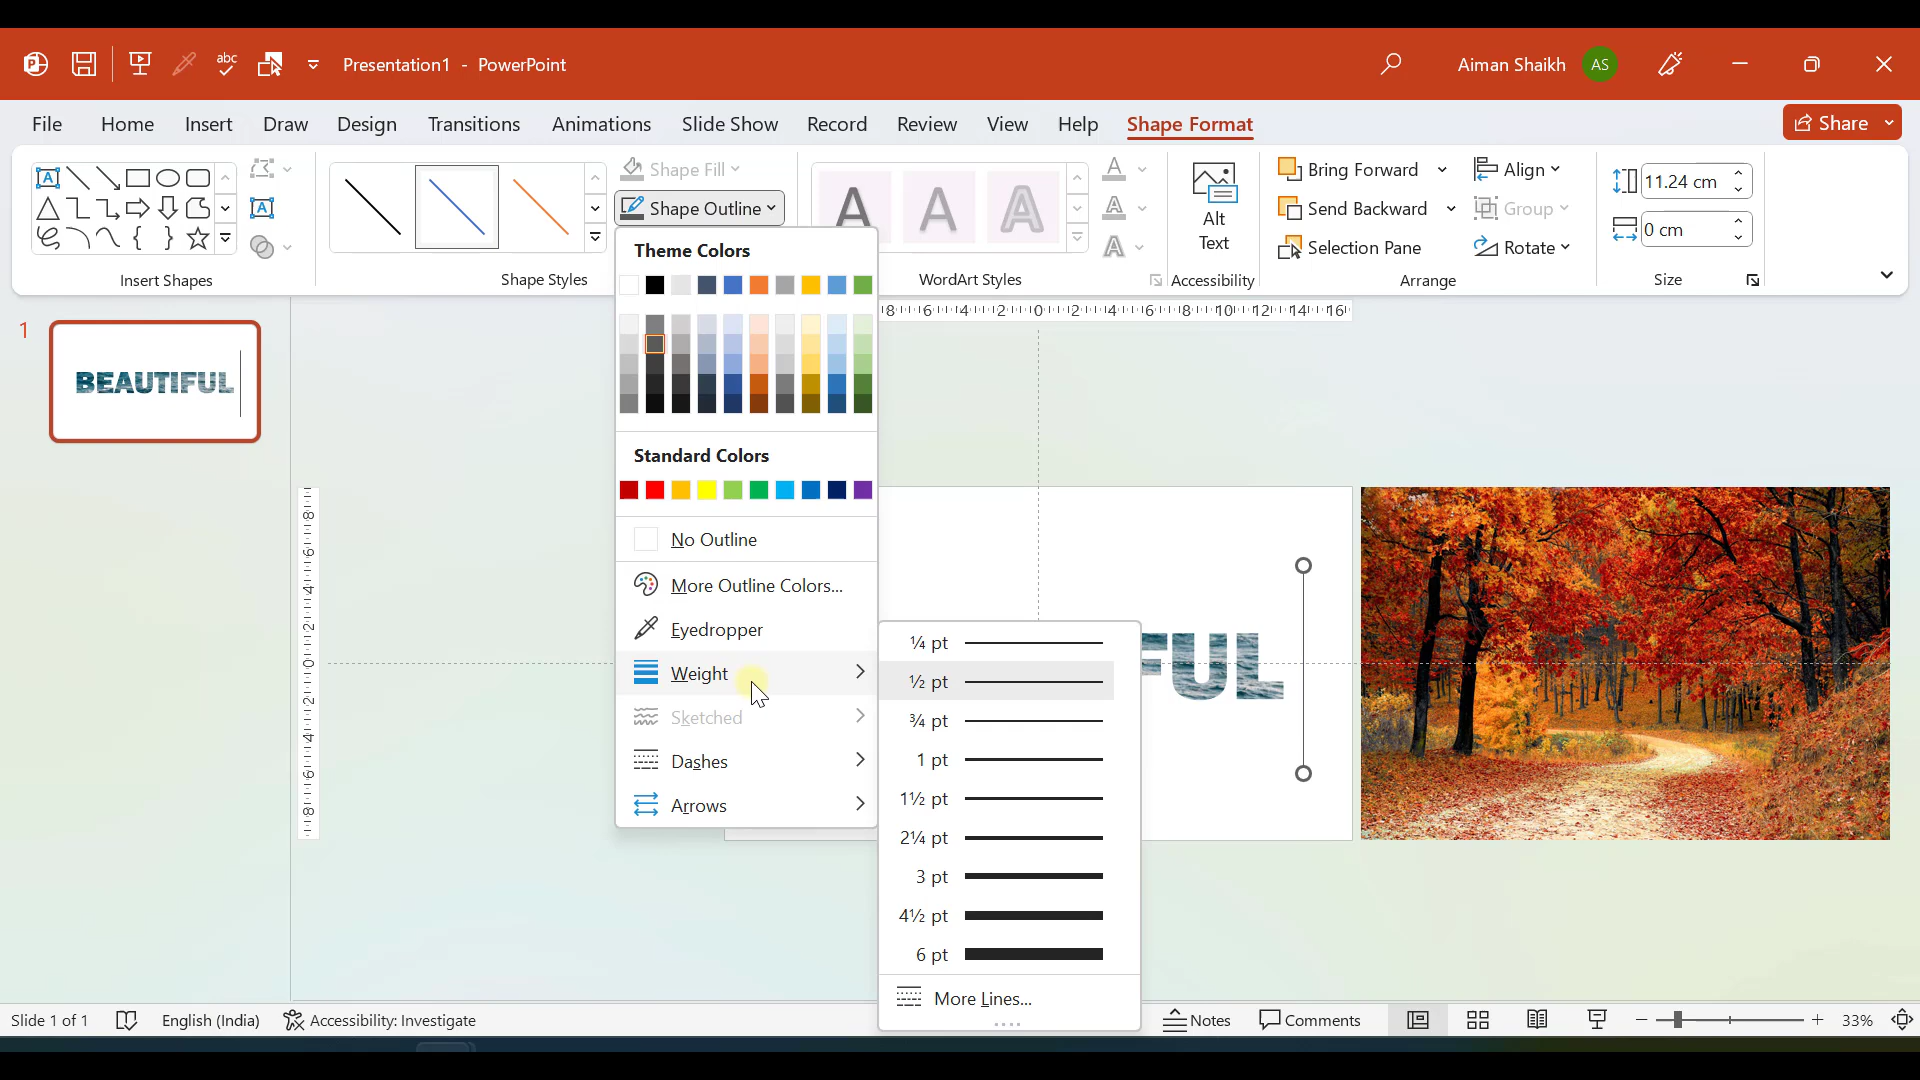 Presentation1 - PowerPoint
Aiman Shaikh AS
File Home Insert Draw Design Transitions Animations Slide Show Record Review View Help Shape Format Share
Shape Fill
Shape Outline
Alt
Text
Bring Forward
Send Backward
Selection Pane
Align
Group
Rotate
11.24 cm
0 cm
Insert Shapes
Shape Styles
WordArt Styles
Accessibility
Arrange
Size
Theme Colors
Standard Colors
No Outline
More Outline Colors...
Eyedropper
Weight
Sketched
Dashes
Arrows
¼ pt
½ pt
¾ pt
1 pt
1½ pt
2¼ pt
3 pt
4½ pt
6 pt
More Lines...
1
BEAUTIFUL
FUL
Slide 1 of 1
English (India)
Accessibility: Investigate
Notes
Comments
33%